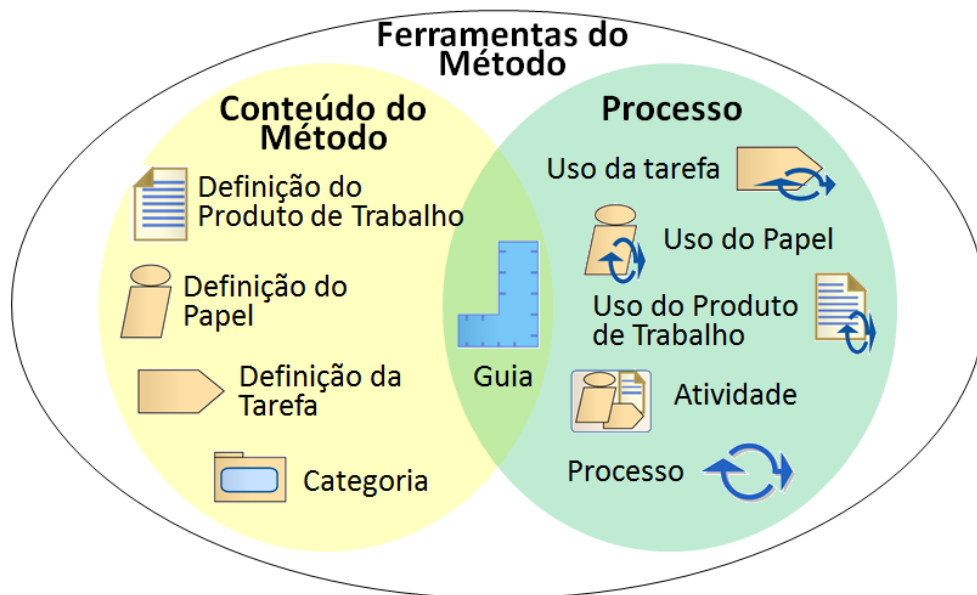 Ferramentas do
Método
Conteúdo do
Método
Definição do
Produto de Trabalho
Definição do
Papel
Definição da
Tarefa
Categoria
Guia
Processo
Uso da tarefa
Uso do Papel
Uso do Produto
de Trabalho
Atividade
Processo